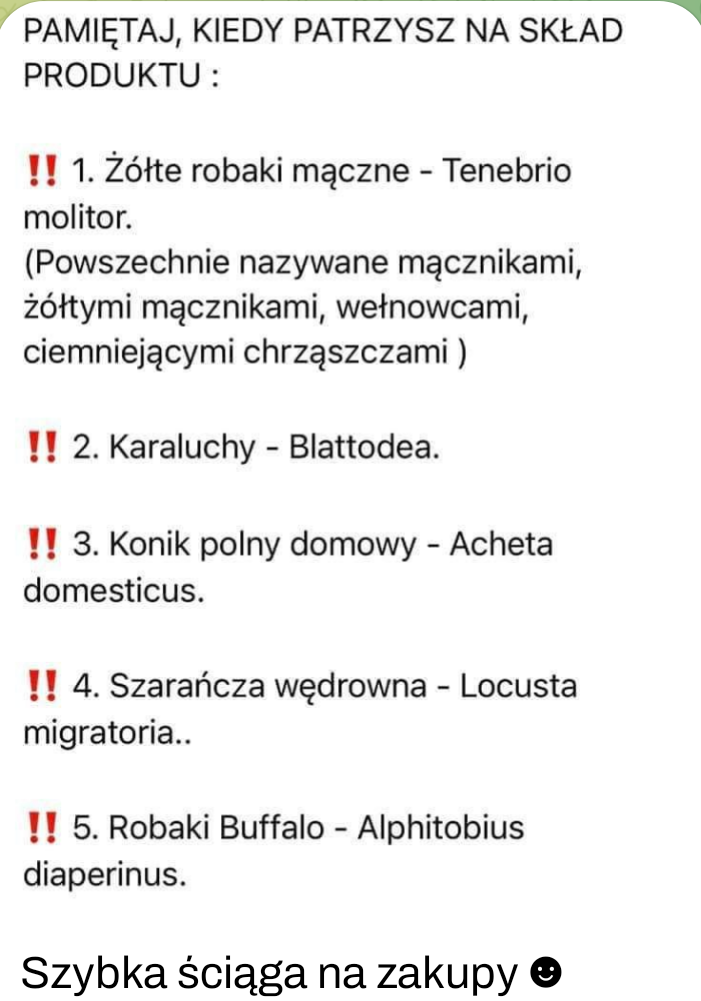 PAMIĘTAJ, KIEDY PATRZYSZ NA SKŁAD
PRODUKTU :
‼️ 1. Żółte robaki mączne - Tenebrio
molitor.
(Powszechnie nazywane mącznikami,
żółtymi mącznikami, wełnowcami,
ciemniejącymi chrząszczami )
‼️ 2. Karaluchy - Blattodea.
‼️ 3. Konik polny domowy - Acheta
domesticus.
‼️ 4. Szarańcza wędrowna - Locusta
migratoria..
‼️ 5. Robaki Buffalo - Alphitobius
diaperinus.
Szybka ściąga na zakupy ☻